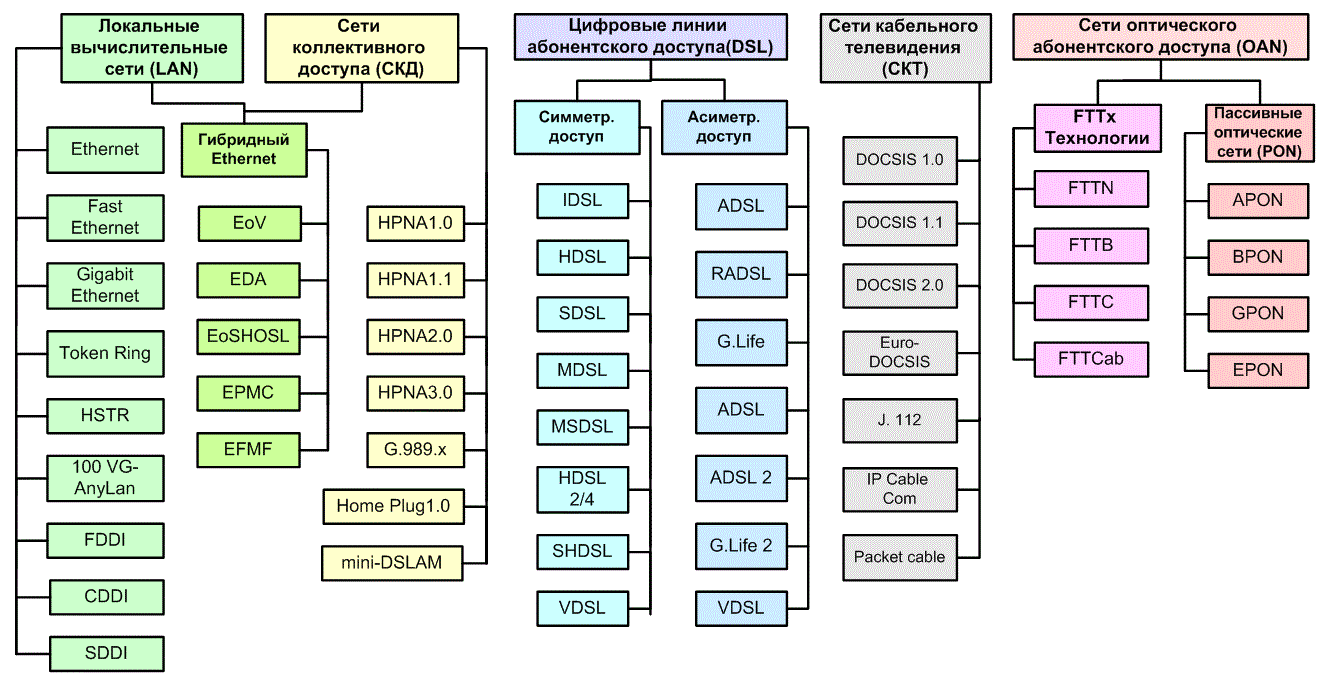 Локальные
вычислительные
сети (LAN)
Ethernet
Fast
Ethernet
Gigabit
Ethernet
Token Ring
HSTR
100 VG-
AnyLan
FDDI
CDDI
SDDI
Гибридный
Ethernet
EoV
EDA
EoSHOSL
EPMC
EFMF
Сети
коллективного
доступа (СКД)
HPNA1.0
HPNA1.1
HPNA2.0
HPNA3.0
G.989.x
Home Plug1.0
mini-DSLAM
Цифровые линии
абонентского доступа(DSL)
Симметр.
доступ
IDSL
HDSL
SDSL
MDSL
MSDSL
HDSL
2/4
SHDSL
VDSL
Асиметр.
доступ
ADSL
RADSL
G.Life
ADSL
ADSL 2
G.Life 2
VDSL
Сети кабельного
телевидения
(СКТ)
DOCSIS 1.0
DOCSIS 1.1
DOCSIS 2.0
Euro-
DOCSIS
J. 112
IP Cable
Com
Packet cable
Сети оптического
абонентского доступа (OAN)
FTTx
Технологии
FTTN
FTTB
FTTC
FTTCab
Пассивные
оптические
сети (PON)
APON
BPON
GPON
EPON